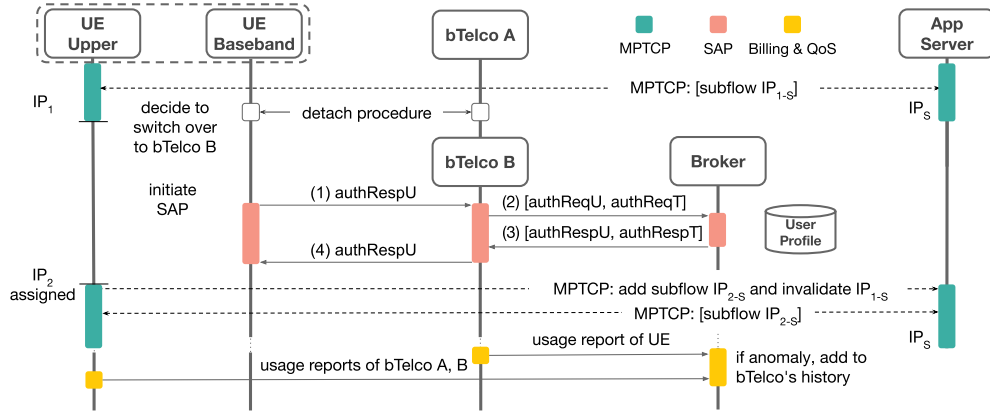 UE
Upper
UE
Baseband
bTelco A
MPTCP
SAP
Billing & QoS
App
Server
MPTCP: [subflow IP1-S]
IP1
decide to
switch over
to bTelco B
detach procedure
IPS
bTelco B
Broker
initiate
SAP
(1) authRespU
(2) [authReqU, authReqT]
(3) [authRespU, authRespT]
(4) authRespU
User
Profile
IP2
assigned
MPTCP: add subflow IP2-S and invalidate IP1-S
MPTCP: [subflow IP2-S]
IPS
usage report of UE
usage reports of bTelco A, B
if anomaly, add to
bTelco's history